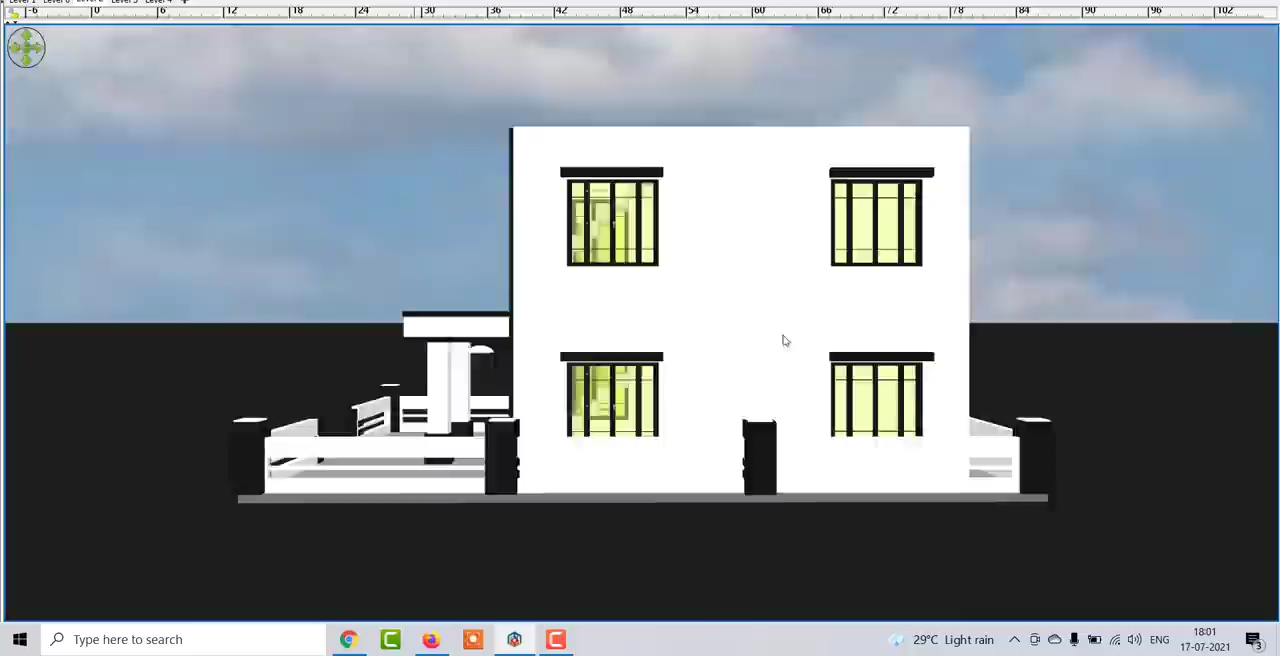 -6 0 6 12 18 24 30 36 42 48 54 60 66 72 78 84 90 96 102
Type here to search
29°C Light rain
ENG
18:01
17-07-2021
3